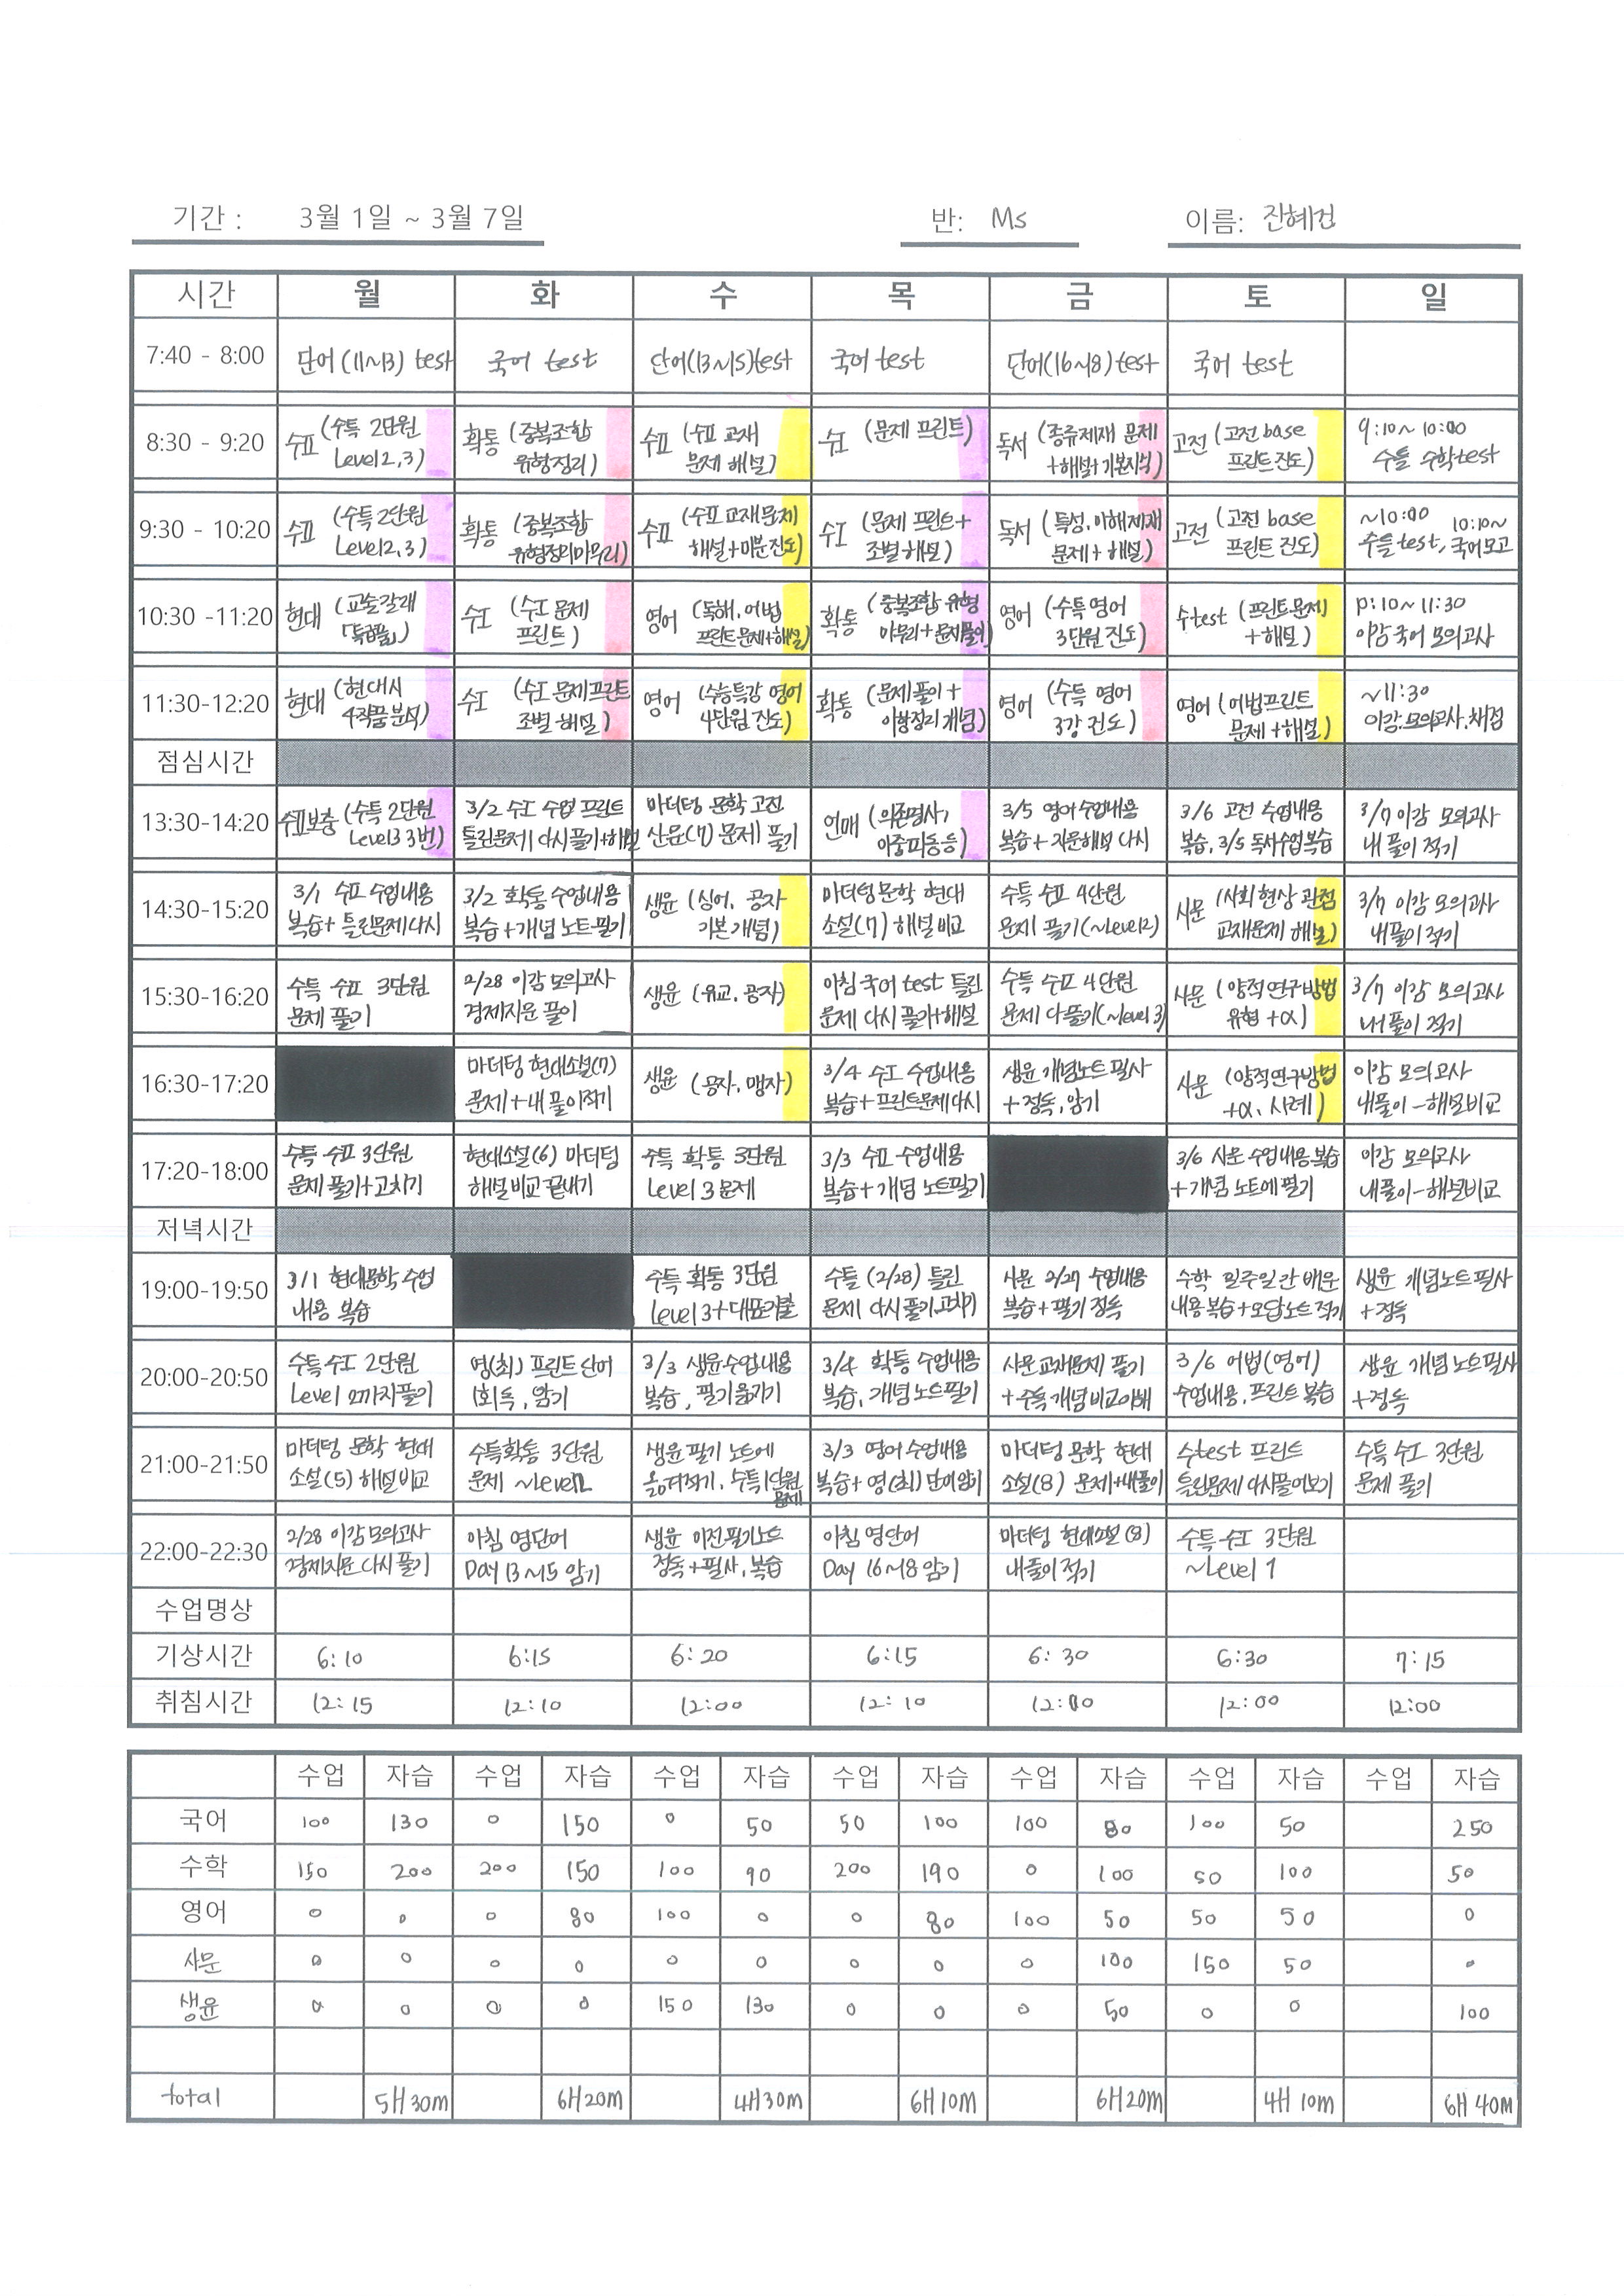 기간 : 3월 1일 ~ 3월 7일 반: Ms 이름:
시간 월 화 수 목 금 토 일
7:40 - 8:00 단어 (11~13) test 국어 test 단어(13~15)test 국어 test 단어(16~18)test 국어 test
8:30 - 9:20 수Ⅱ (수특 2단원 확통 (중복조합 수Ⅱ (수Ⅱ 교재 수Ⅰ (문제 프린트) 독서 (종류제재 문제 고전 (고전 base 9:10~ 10:00
Level 2, 3) 유형정리) 문제 해설) +해설+기본지식) 프린트 진도) 수들 수학test
9:30 - 10:20 수Ⅱ (수특 2단원 확통 (중복조합 수Ⅱ (수Ⅱ 교재문제 수Ⅰ (문제 프린트+ 독서 (특성, 이해제재 고전 (고전 base ~10:00 10:10~
Level 2, 3) 유형정리마무리) 해설+미분진도) 조별 해설) 문제 + 해설) 프린트 진도) 수들test, 국어모고
10:30 -11:20 현대 (교술갈래 수Ⅰ (수Ⅰ 문제 영어 (독해, 어법 확통 (중복조합 유형 영어 (수특 영어 수test (프린트문제 10:10~ 11:30
프린트) 프린트문제+해설) 마무리+문제풀이) 3단원 진도) +해설) 이감국어 모의고사
11:30-12:20 현대 (현대시 수Ⅰ (수Ⅰ 문제프린트 영어 (수능특강 영어 확통 (문제풀이 + 영어 (수특 영어 영어 (어법프린트 ~11:30
4작품 분석) 조별 해설) 4단원 진도) 이항정리 개념) 3강 진도) 문제 +해설) 이감.모의고사.채점
점심시간
13:30-14:20 수Ⅱ보충 (수특 2단원 3/2 수Ⅰ 수업 프린트 마더텅 문학 고전 언매 (의존명사, 3/5 영어수업내용 3/6 고전 수업내용 3/7 이감 모의고사
Level3 3번) 틀린문제 다시풀기+해설 산문(7) 문제 풀기 이중피동등) 복습+ 지문해석 다시 복습, 3/5 독서수업복습 내 풀이 적기
14:30-15:20 3/1 수Ⅱ 수업내용 3/2 확통 수업내용 생윤 (싱어, 공자 마더텅문학 현대 수특 수Ⅱ 4단원 사문 (사회현상 관점 3/7 이감 모의고사
복습+ 틀린문제다시 복습+개념 노트필기 기본개념) 소설(7) 해설 비교 문제 풀기(~level2) 교재문제 해설) 내풀이 적기
15:30-16:20 수특 수Ⅱ 3단원 2/28 이감 모의고사 생윤 (유교, 공자) 아침 국어 test 틀린 수특 수Ⅱ 4단원 사문 (양적연구방법 3/7 이감 모의고사
문제 풀기 경제지문 풀이 문제 다시 풀기+해설 문제 다풀기(~level 3) 유형 +α) 내 풀이 적기
16:30-17:20 마더텅 현대소설(7) 생윤 (공자, 맹자) 3/4 수Ⅰ 수업내용 생윤 개념노트 필사 사문 (양적연구방법 이감 모의고사
문제 + 내 풀이적기 복습+프린트문제다시 + 정독, 암기 +α, 사례) 내풀이 - 해설비교
17:20-18:00 수특 수Ⅱ 3단원 현대소설(6) 마더텅 수특 확통 3단원 3/3 수Ⅱ 수업내용 3/6 사문 수업내용 복습 이감 모의고사
문제 풀기+고치기 해설비교 끝내기 Level 3 문제 복습+개념 노트필기 + 개념 노트에 필기 내풀이-해설비교
저녁시간
19:00-19:50 3/1 현대문학 수업 수특 확통 3단원 수들 (2/28) 틀린 사문 2/27 수업내용 수학 일주일간 배운 생윤 개념노트필사
내용 복습 Level 3+대표기출 문제 다시 풀기.고치기 복습+필기 정독 내용복습+오답노트적기 +정독
20:00-20:50 수특수Ⅰ 2단원 영(최) 프린트단어 3/3 생윤수업내용 3/4 확통 수업내용 사문교재문제 풀기 3/6 어법(영어) 생윤 개념노트필사
Level 2까지풀기 1회독, 암기 복습, 필기옮기기 복습, 개념노트필기 +수특개념비교이해 수업내용, 프린트 복습 +정독
21:00-21:50 마더텅 문학 현대 수특확통 3단원 생윤필기 노트에 3/3 영어수업내용 마더텅 문학 현대 수test 프린트 수특 수Ⅰ 3단원
소설(5) 해설비교 문제 ~Level2 옮겨적기, 수특1단원 문제 복습+ 영(최) 단어암기 소설(8) 문제+내풀이 틀린문제 다시풀어보기 문제 풀기
22:00-22:30 2/28 이감모의고사 아침 영단어 생윤 이전필기노트 아침 영단어 마더텅 현대소설 (8) 수특수Ⅰ 3단원
경제지문 다시풀기 Day 13~15 암기 정독+필사, 복습 Day 16~18 암기 내풀이 적기 ~Level 1
수업명상
기상시간 6:10 6:15 6:20 6:15 6:30 6:30 7:15
취침시간 12:15 12:10 12:00 12:10 12:00 12:00 12:00
수업 자습 수업 자습 수업 자습 수업 자습 수업 자습 수업 자습 수업 자습
국어 100 130 0 150 0 50 50 100 100 80 100 50 250
수학 150 200 200 150 100 90 200 190 0 100 50 100 50
영어 0 0 0 80 100 0 0 80 100 50 50 50 0
사문 0 0 0 0 0 0 0 0 0 100 150 50 0
생윤 0 0 0 0 150 130 0 0 0 50 0 0 100
total 5H 30M 6H 20M 4H 30M 6H 10M 6H 20M 4H 10M 6H 40M